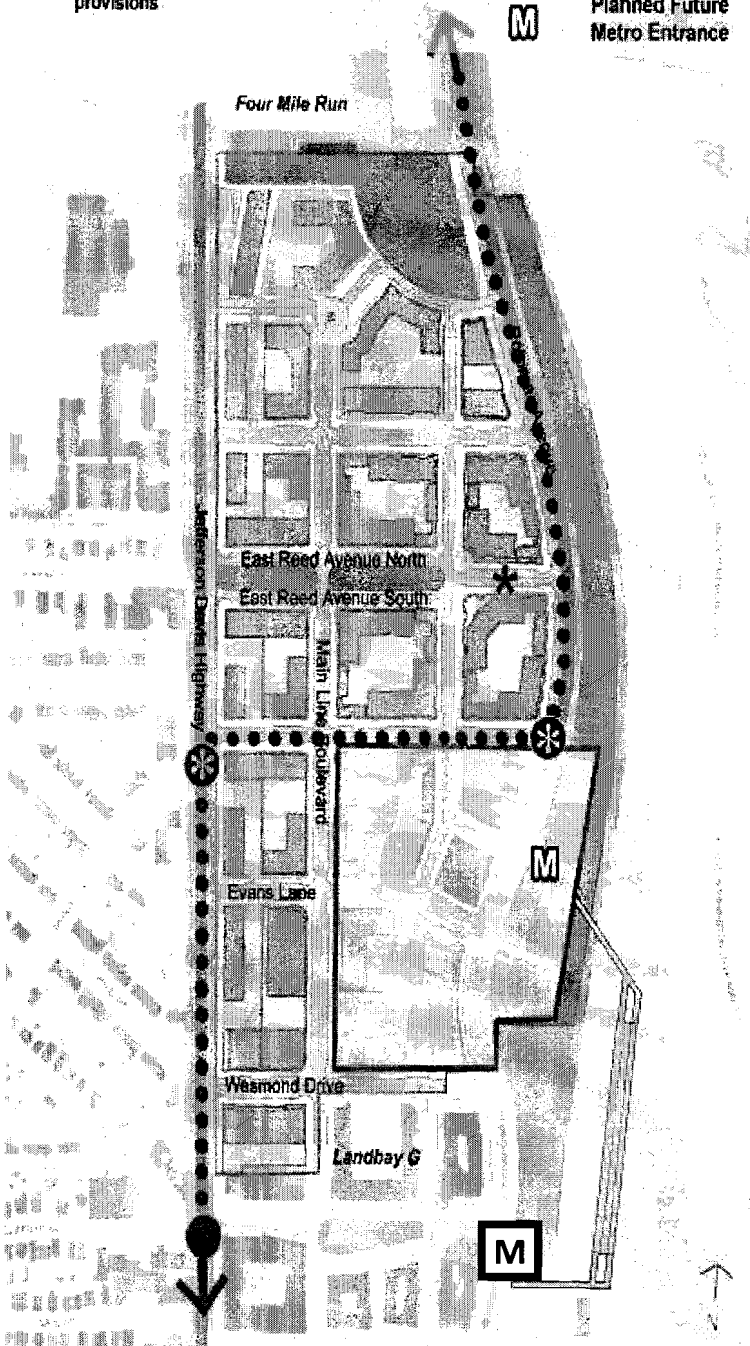 provisions
M
Planned Future
Metro Entrance
Four Mile Run
East Reed Avenue North
East Reed Avenue South
Jefferson Davis Highway
Main Line Boulevard
M
Evans Lane
Wesmond Drive
Landbay G
M
N